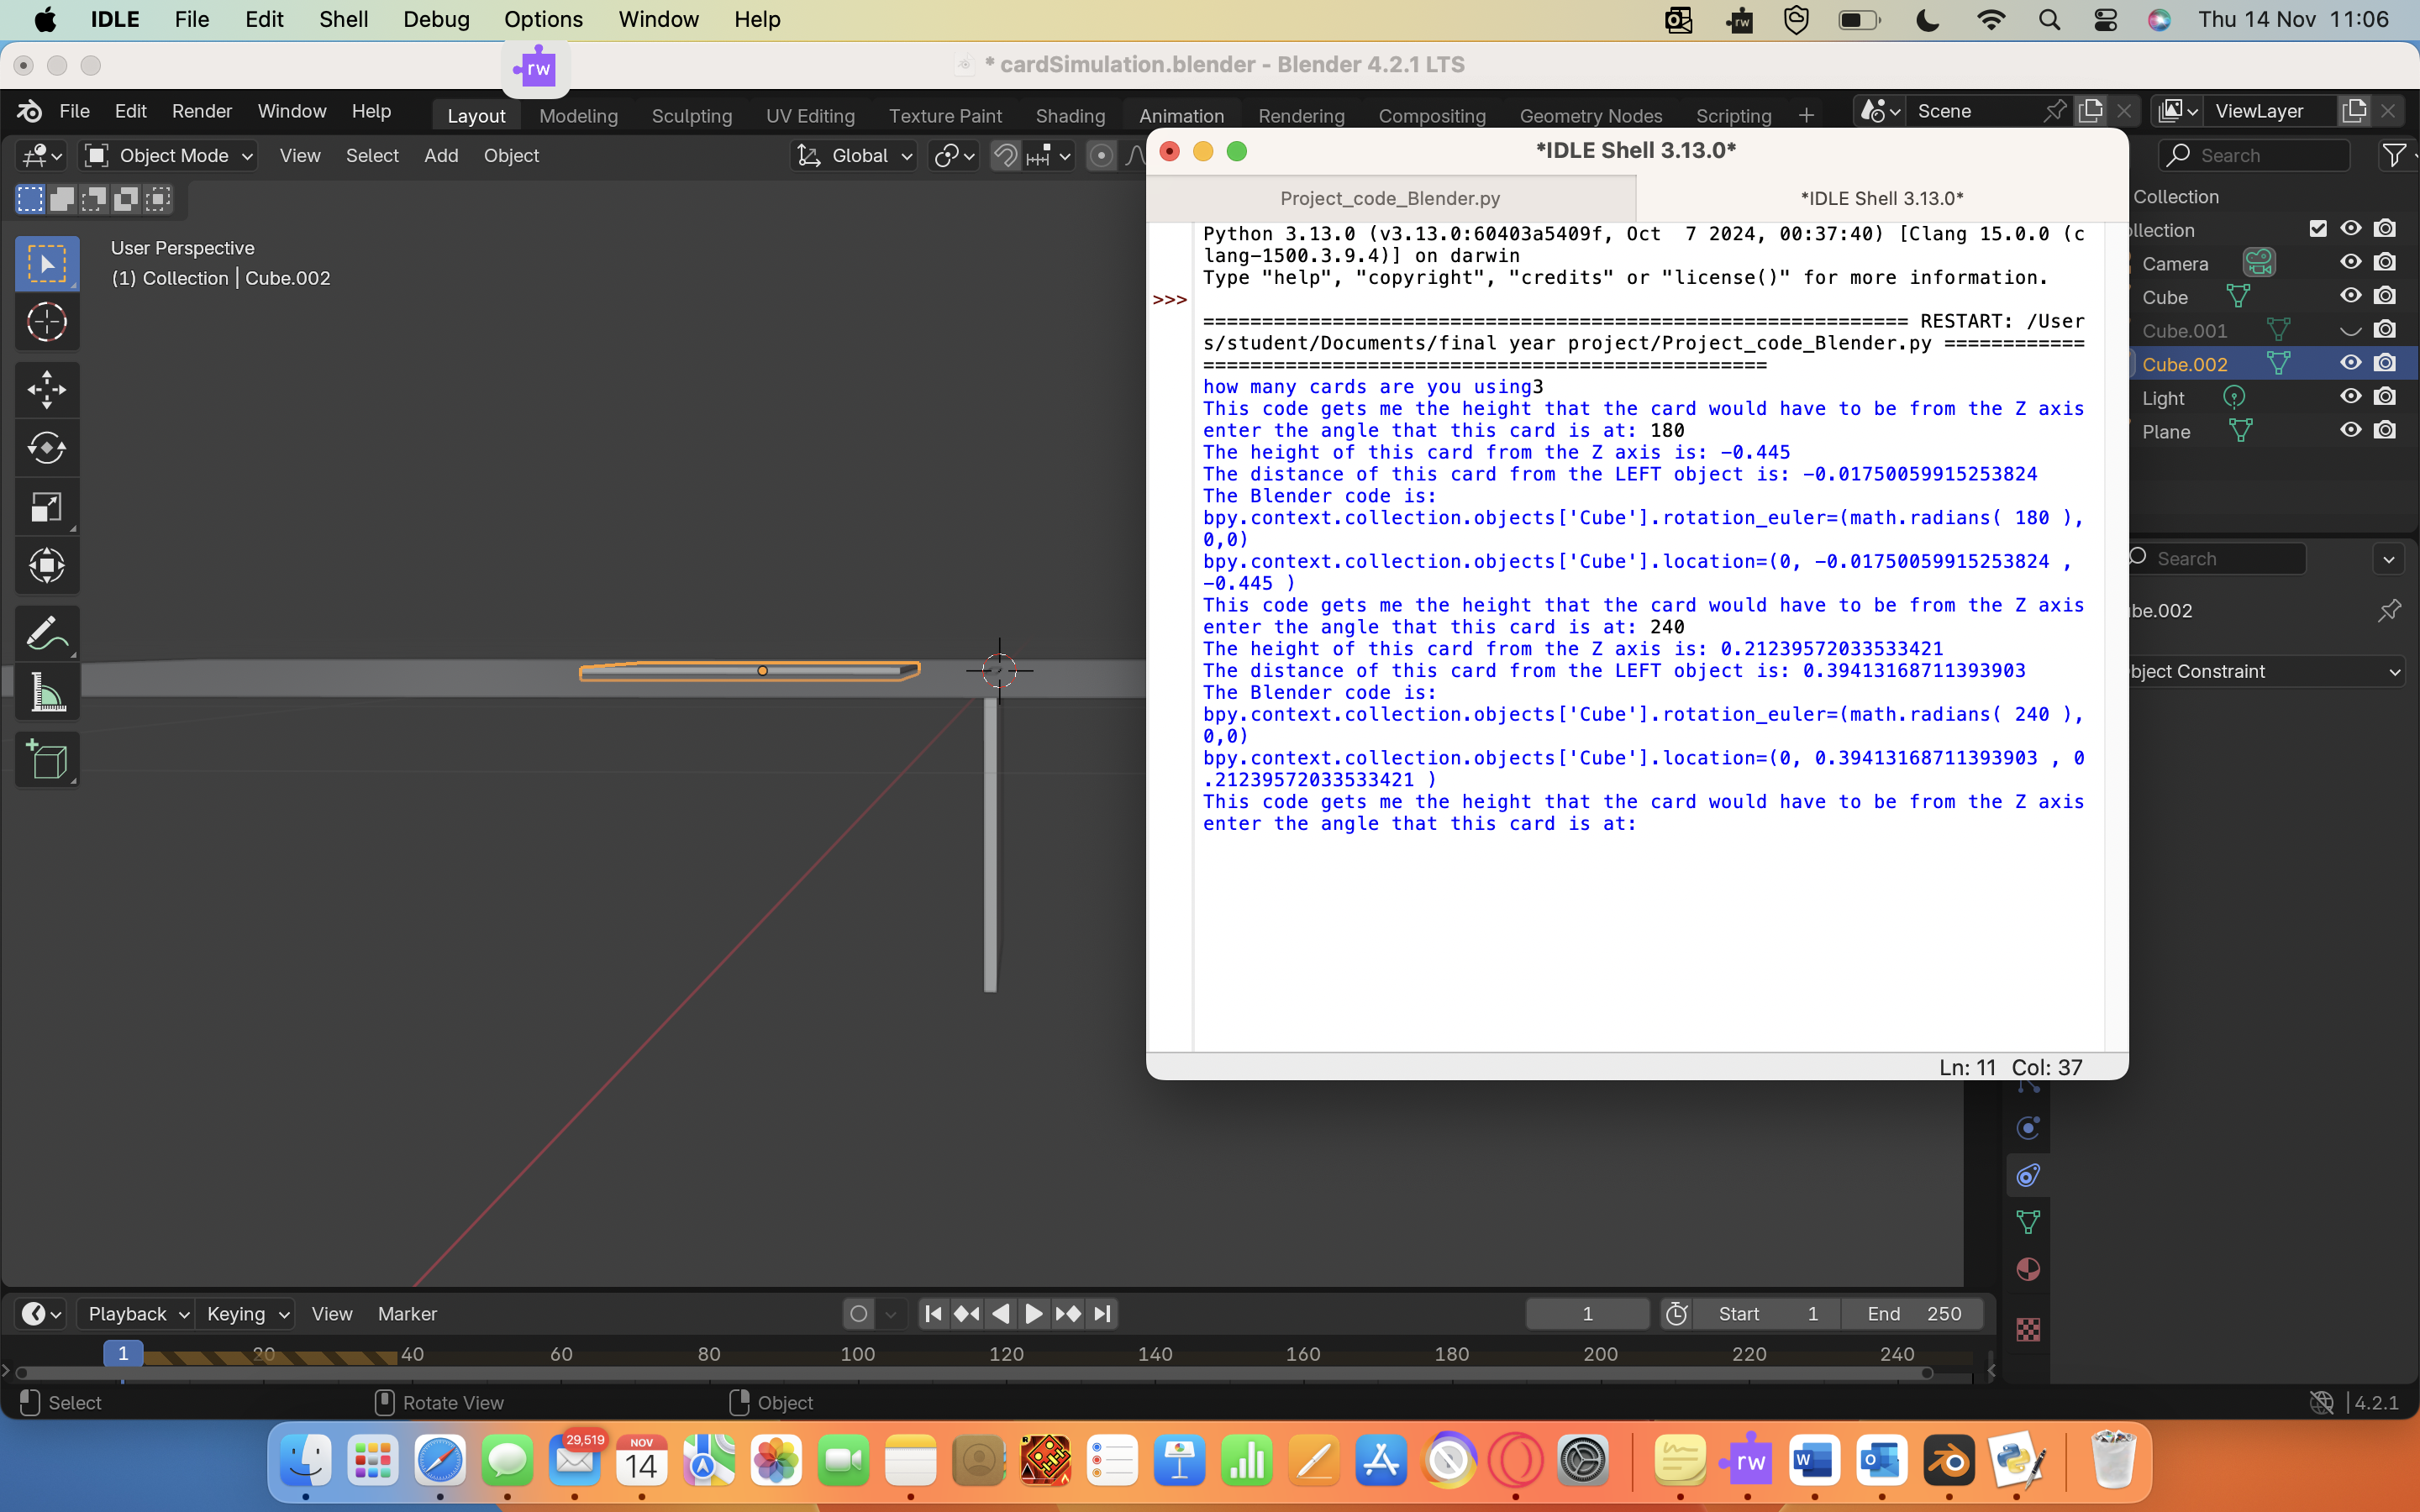 IDLE File Edit Shell Debug Options Window Help rw Thu 14 Nov 11:06
rw
* cardSimulation.blender - Blender 4.2.1 LTS
File Edit Render Window Help Layout Modeling Sculpting UV Editing Texture Paint Shading Animation Rendering Compositing Geometry Nodes Scripting + Scene ViewLayer
Object Mode View Select Add Object Global Search
User Perspective
(1) Collection | Cube.002
*IDLE Shell 3.13.0*
Project_code_Blender.py *IDLE Shell 3.13.0*
Python 3.13.0 (v3.13.0:60403a5409f, Oct  7 2024, 00:37:40) [Clang 15.0.0 (c
lang-1500.3.9.4)] on darwin
Type "help", "copyright", "credits" or "license()" for more information.
>>>
============================================================ RESTART: /User
s/student/Documents/final year project/Project_code_Blender.py ============
================================================
how many cards are you using3
This code gets me the height that the card would have to be from the Z axis
enter the angle that this card is at: 180
The height of this card from the Z axis is: -0.445
The distance of this card from the LEFT object is: -0.01750059915253824
The Blender code is:
bpy.context.collection.objects['Cube'].rotation_euler=(math.radians( 180 ),
0,0)
bpy.context.collection.objects['Cube'].location=(0, -0.01750059915253824 ,
-0.445 )
This code gets me the height that the card would have to be from the Z axis
enter the angle that this card is at: 240
The height of this card from the Z axis is: 0.21239572033533421
The distance of this card from the LEFT object is: 0.39413168711393903
The Blender code is:
bpy.context.collection.objects['Cube'].rotation_euler=(math.radians( 240 ),
0,0)
bpy.context.collection.objects['Cube'].location=(0, 0.39413168711393903 , 0
.21239572033533421 )
This code gets me the height that the card would have to be from the Z axis
enter the angle that this card is at:
Ln: 11 Col: 37
Collection
ollection
Camera
Cube
Cube.001
Cube.002
Light
Plane
Search
ube.002
bject Constraint
Playback Keying View Marker 1 Start 1 End 250
1 20 40 60 80 100 120 140 160 180 200 220 240
Select Rotate View Object 4.2.1
29,519
NOV
14
rw W O